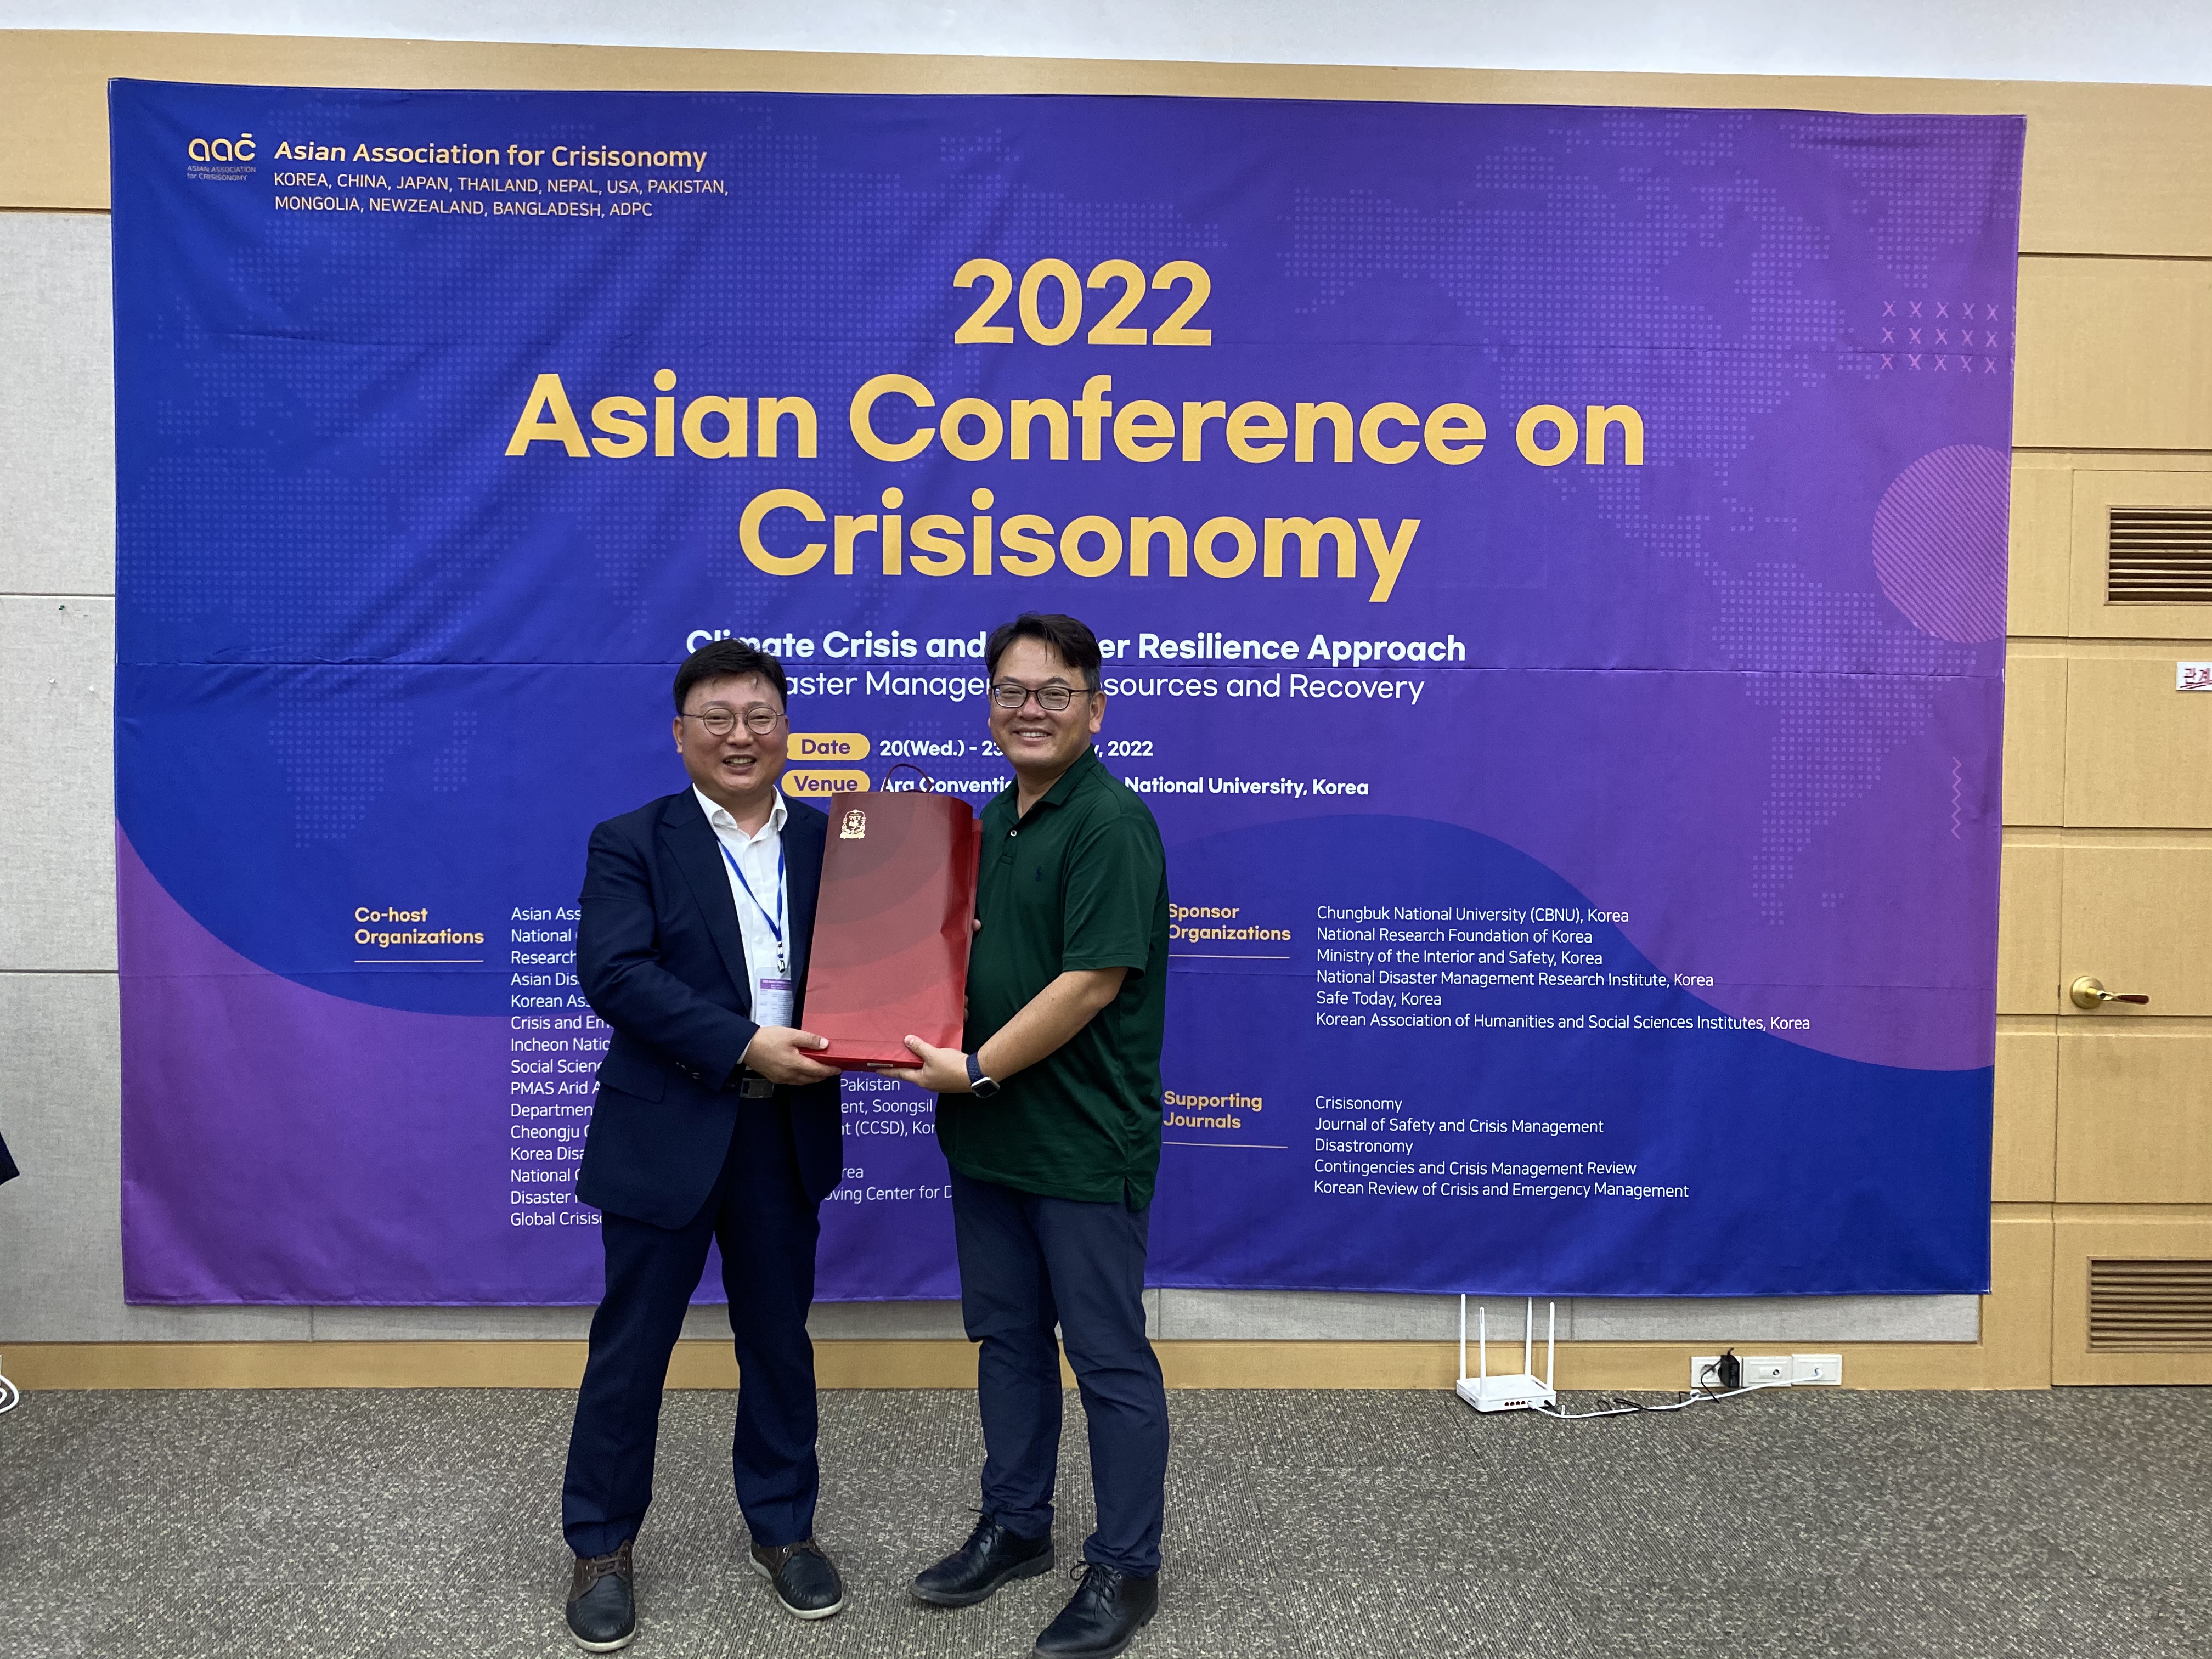 aac
ASIAN ASSOCIATION
for CRISISONOMY
Asian Association for Crisisonomy
KOREA, CHINA, JAPAN, THAILAND, NEPAL, USA, PAKISTAN,
MONGOLIA, NEWZEALAND, BANGLADESH, ADPC
2022
Asian Conference on
Crisisonomy
Climate Crisis and er Resilience Approach
aster Manage sources and Recovery
Date 20(Wed.) - 23 , 2022
Venue Ara Conventi National University, Korea
Co-host
Organizations
Asian Ass
National
Research
Asian Dis
Korean Ass
Crisis and Em
Incheon Natio
Social Scien
PMAS Arid A Pakistan
Departmen ent, Soongsil
Cheongju t (CCSD), Kor
Korea Disa
National rea
Disaster oving Center for D
Global Crisis
Sponsor
Organizations
Chungbuk National University (CBNU), Korea
National Research Foundation of Korea
Ministry of the Interior and Safety, Korea
National Disaster Management Research Institute, Korea
Safe Today, Korea
Korean Association of Humanities and Social Sciences Institutes, Korea
Supporting
Journals
Crisisonomy
Journal of Safety and Crisis Management
Disastronomy
Contingencies and Crisis Management Review
Korean Review of Crisis and Emergency Management
관계